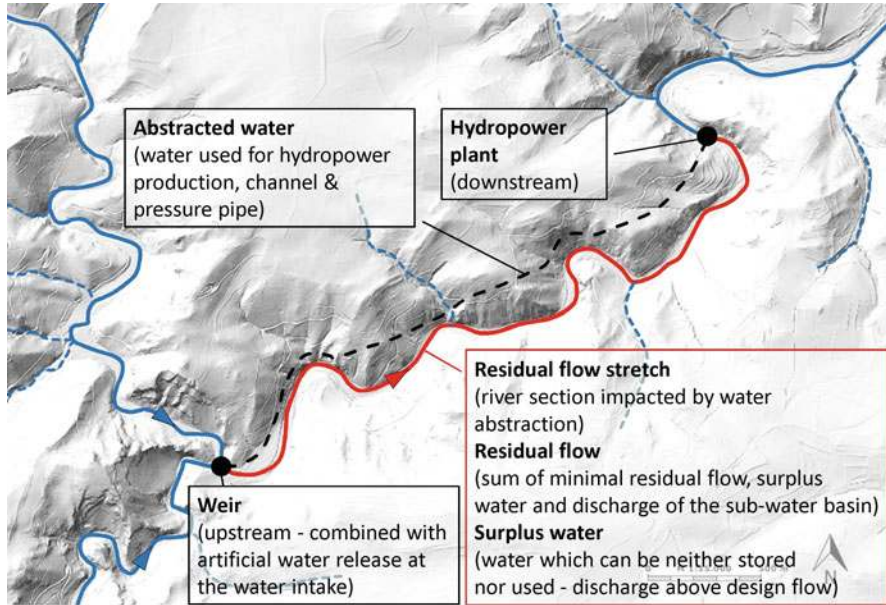 Abstracted water
(water used for hydropower
production, channel &
pressure pipe)
Hydropower
plant
(downstream)
Residual flow stretch
(river section impacted by water
abstraction)
Residual flow
(sum of minimal residual flow, surplus
water and discharge of the sub-water basin)
Surplus water
(water which can be neither stored
nor used - discharge above design flow)
Weir
(upstream - combined with
artificial water release at
the water intake)
N